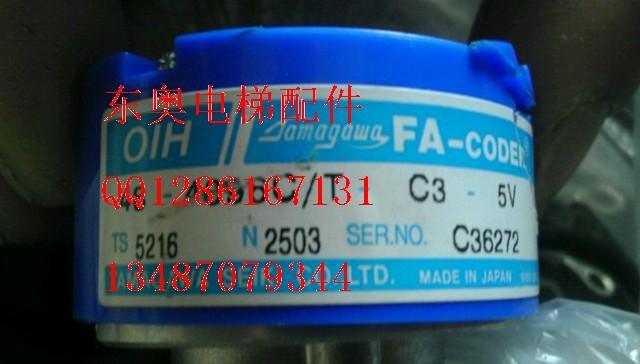 东奥电梯配件
OIH Tamagawa FA-CODER
QQ1286167131
C3 - 5V
TS 5216 N 2503 SER.NO. C36272
13487079344
LTD. MADE IN JAPAN